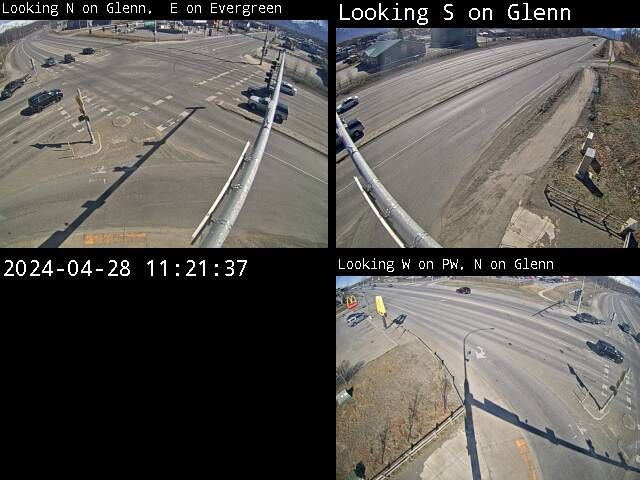 Looking N on Glenn,  E on Evergreen
Looking S on Glenn
2024-04-28 11:21:37
Looking W on PW, N on Glenn